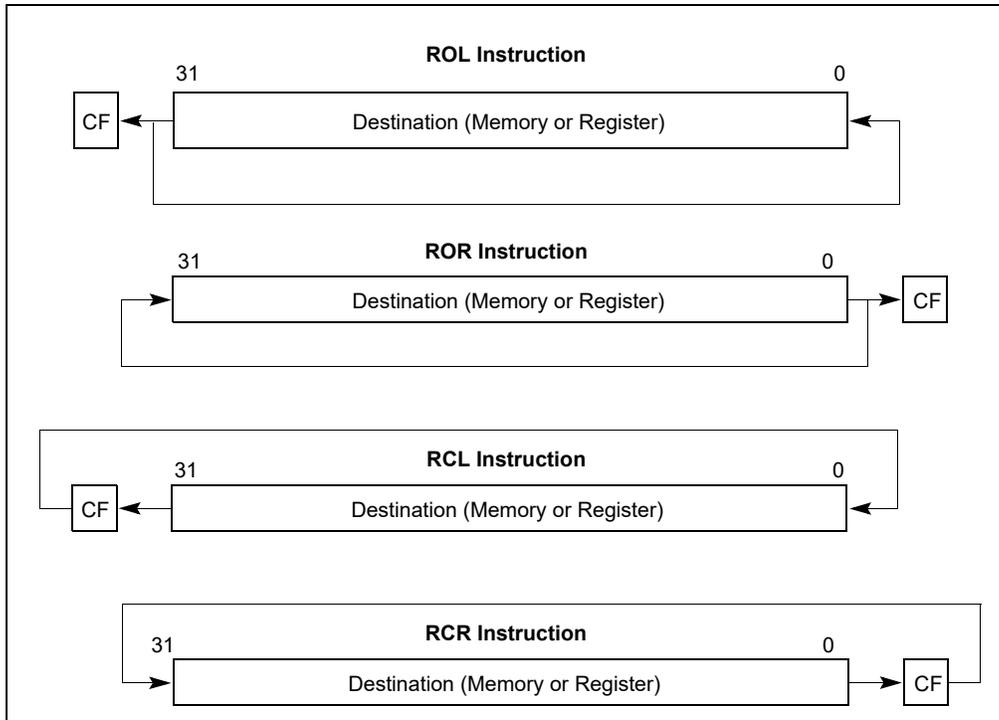 ROL Instruction
31 0
CF Destination (Memory or Register)
ROR Instruction
31 0
Destination (Memory or Register) CF
RCL Instruction
31 0
CF Destination (Memory or Register)
RCR Instruction
31 0
Destination (Memory or Register) CF